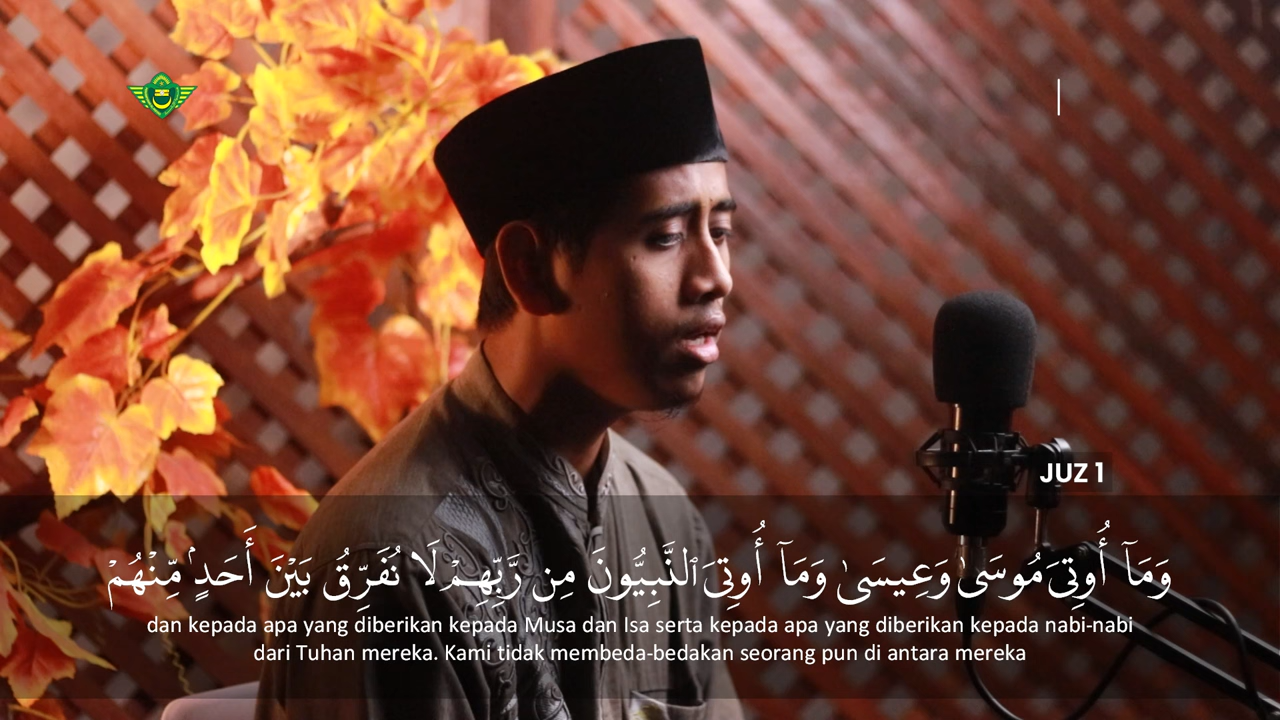 JUZ 1
وَمَآ أُوتِىَ مُوسَىٰ وَعِيسَىٰ وَمَآ أُوتِىَ ٱلنَّبِيُّونَ مِن رَّبِّهِمْ لَا نُفَرِّقُ بَيْنَ أَحَدٍۢ مِّنْهُمْ
dan kepada apa yang diberikan kepada Musa dan Isa serta kepada apa yang diberikan kepada nabi-nabi
dari Tuhan mereka. Kami tidak membeda-bedakan seorang pun di antara mereka